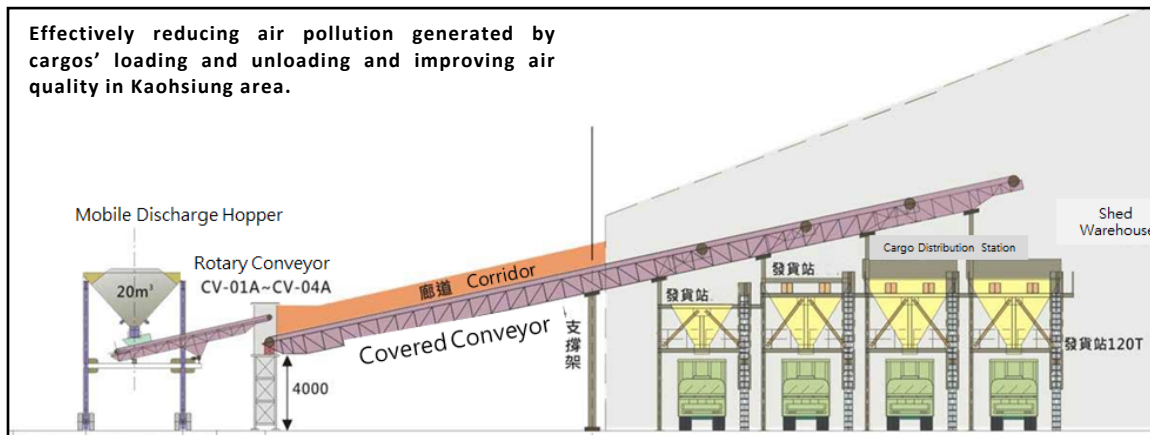 Effectively reducing air pollution generated by
cargos’ loading and unloading and improving air
quality in Kaohsiung area.
Mobile Discharge Hopper
20m³
Rotary Conveyor
CV-01A~CV-04A
廊道 Corridor
Covered Conveyor
4000
支撐架
發貨站
發貨站
Cargo Distribution Station
Shed
Warehouse
發貨站120T